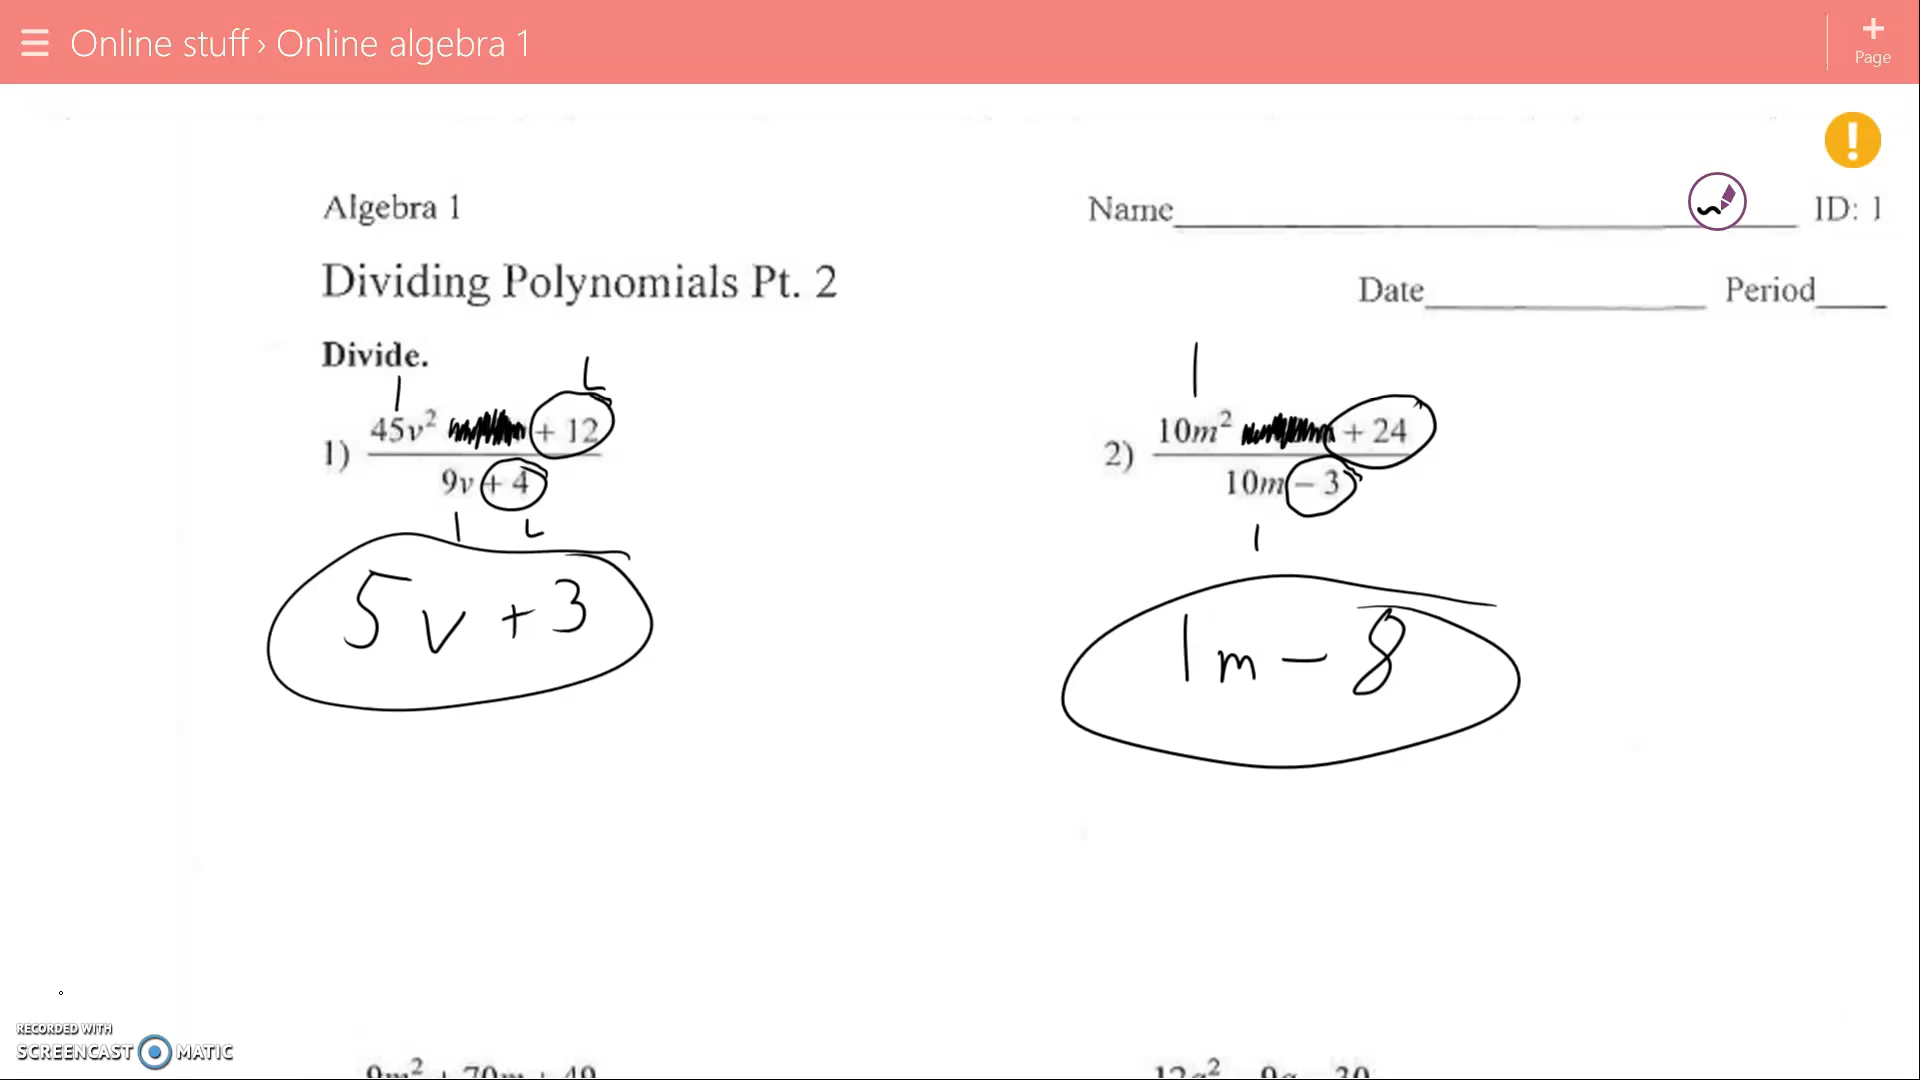 Online stuff › Online algebra 1
Page
Algebra 1
Name ID: 1
Dividing Polynomials Pt. 2
Date Period
Divide.
1) 45v² + 12
9v + 4
5v + 3
2) 10m² + 24
10m − 3
1m − 8
RECORDED WITH
SCREENCAST MATIC